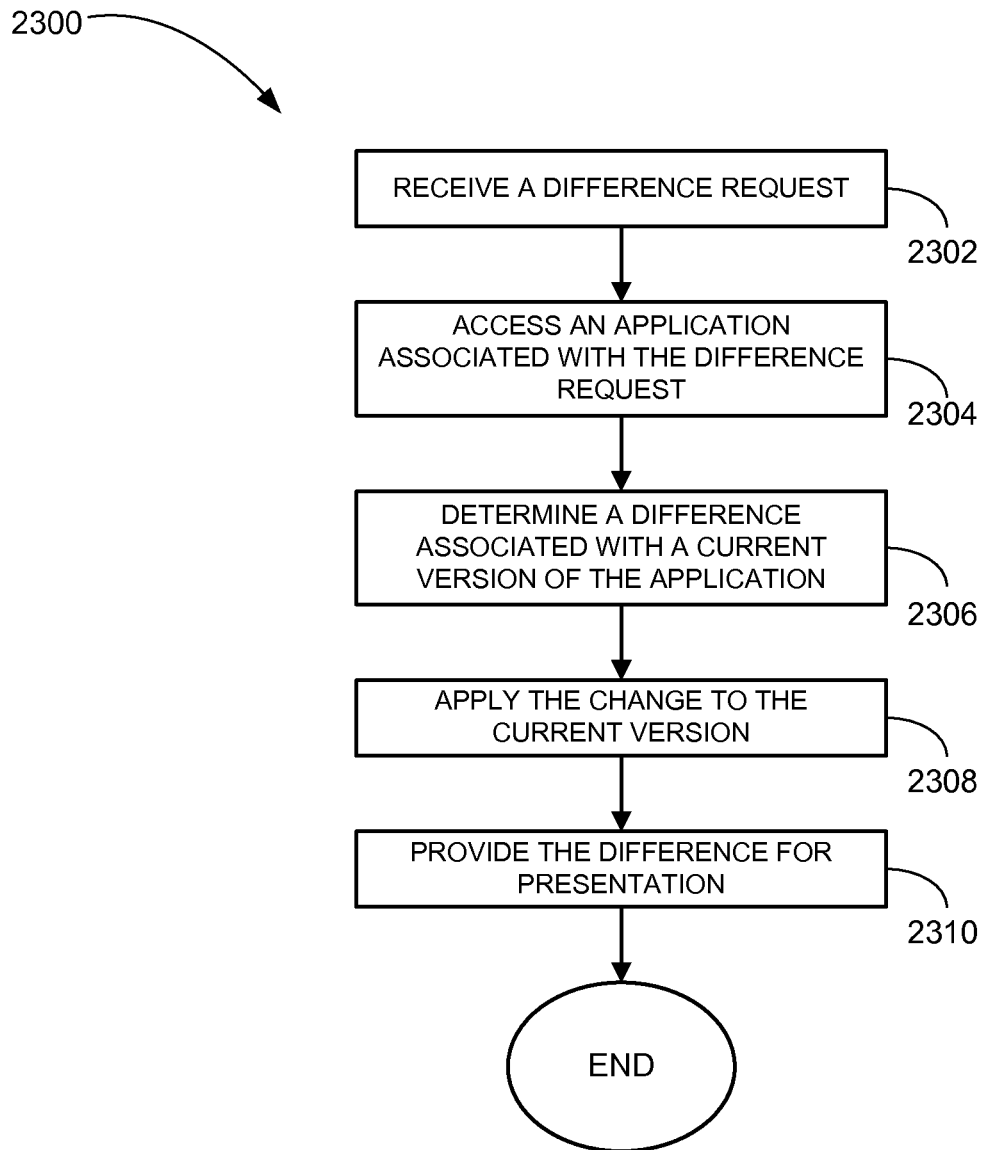 2300
RECEIVE A DIFFERENCE REQUEST
2302
ACCESS AN APPLICATION
ASSOCIATED WITH THE DIFFERENCE
REQUEST
2304
DETERMINE A DIFFERENCE
ASSOCIATED WITH A CURRENT
VERSION OF THE APPLICATION
2306
APPLY THE CHANGE TO THE
CURRENT VERSION
2308
PROVIDE THE DIFFERENCE FOR
PRESENTATION
2310
END